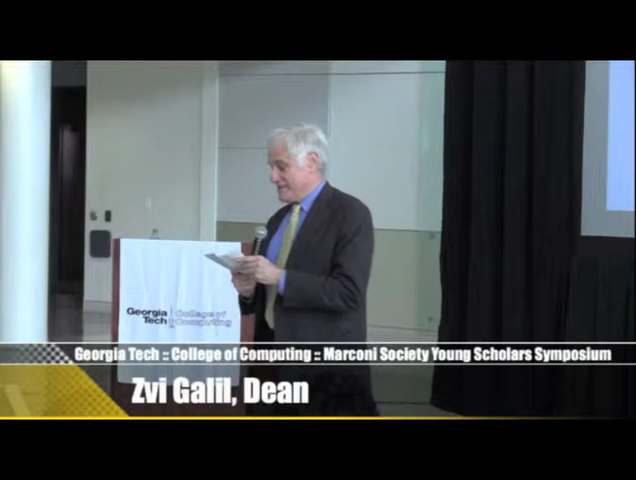 Georgia Tech
College of Computing
Georgia Tech :: College of Computing :: Marconi Society Young Scholars Symposium
Zvi Galil, Dean